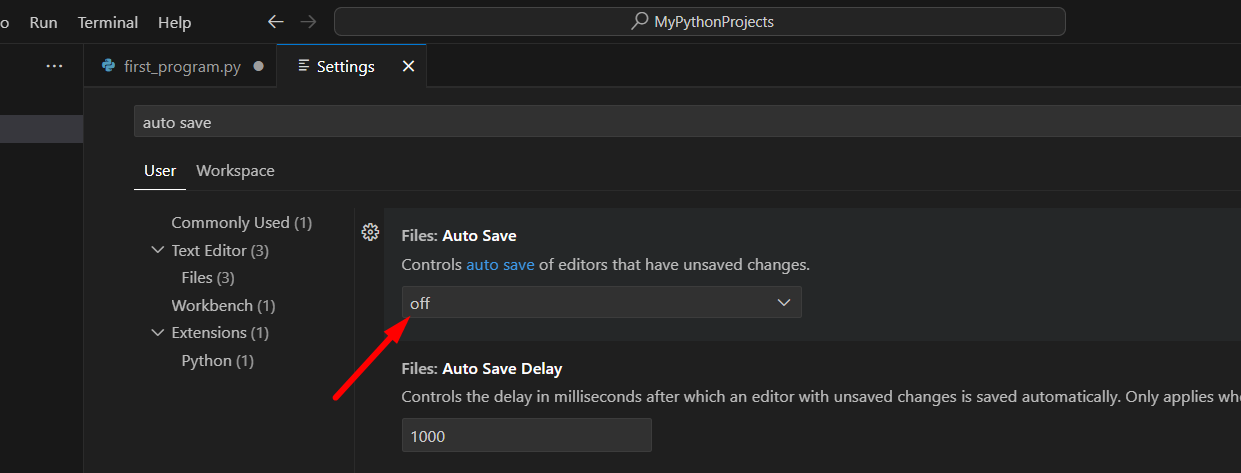 o Run Terminal Help MyPythonProjects
first_program.py Settings
auto save
User Workspace
Commonly Used (1)
Text Editor (3)
Files (3)
Workbench (1)
Extensions (1)
Python (1)
Files: Auto Save
Controls auto save of editors that have unsaved changes.
off
Files: Auto Save Delay
Controls the delay in milliseconds after which an editor with unsaved changes is saved automatically. Only applies whe
1000